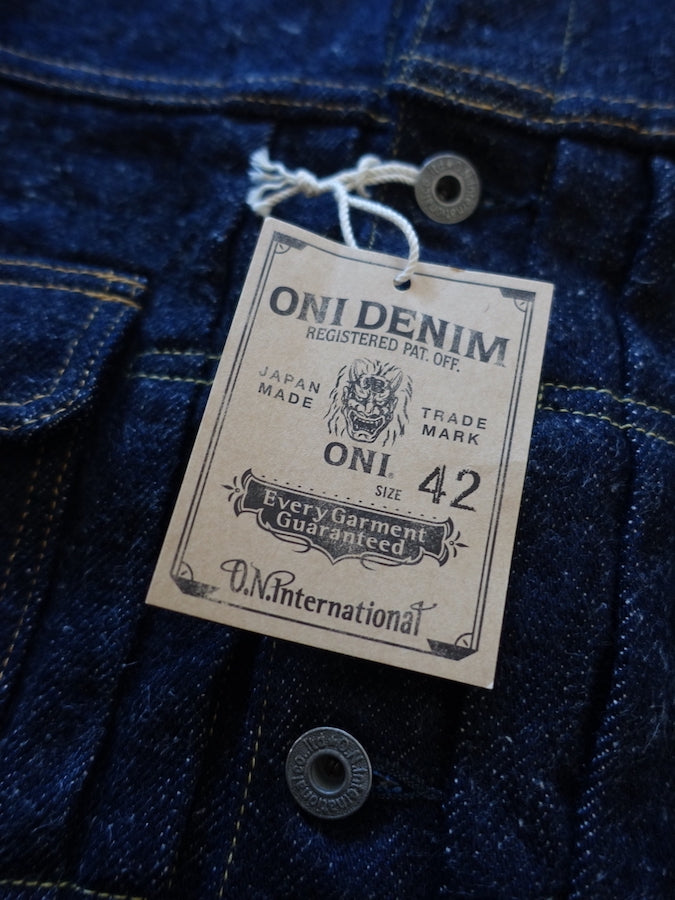 ONI DENIM
REGISTERED PAT. OFF.
JAPAN
MADE
TRADE
MARK
ONI®
SIZE 42
Every Garment
Guaranteed
O.N.International